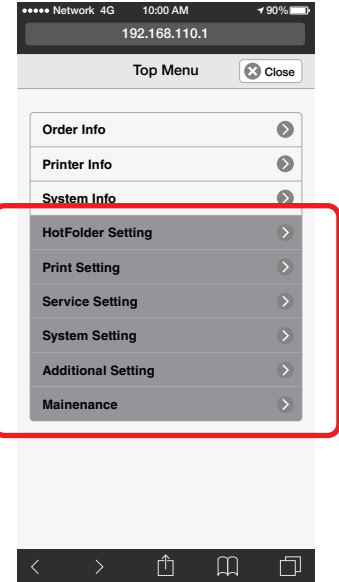 Network 4G 10:00 AM 90%
192.168.110.1
Top Menu Close
Order Info
Printer Info
System Info
HotFolder Setting
Print Setting
Service Setting
System Setting
Additional Setting
Mainenance